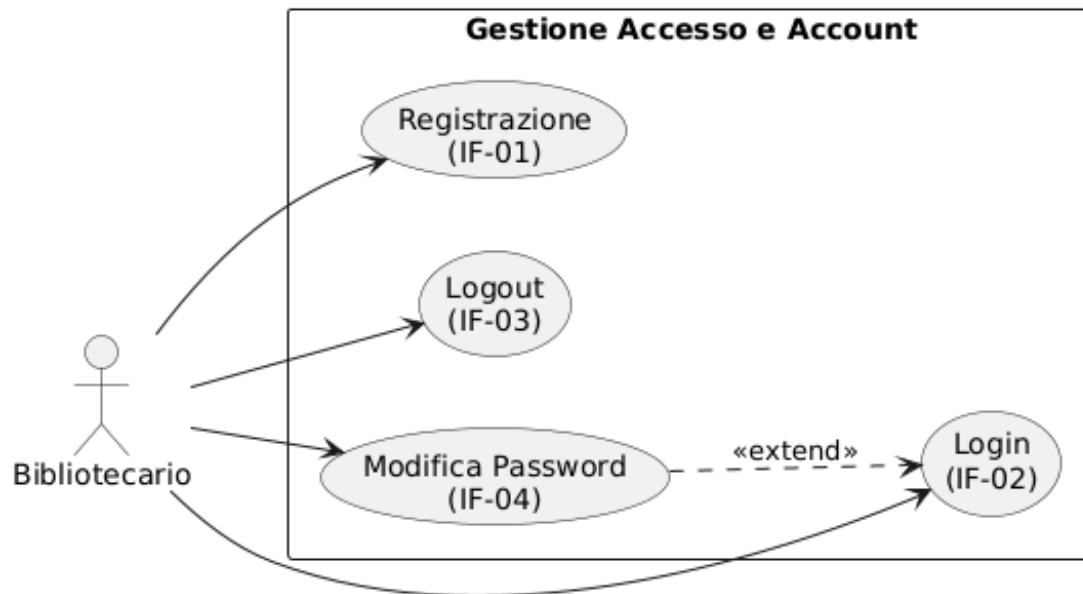 Gestione Accesso e Account
Registrazione
(IF-01)
Logout
(IF-03)
Bibliotecario
Modifica Password
(IF-04)
«extend»
Login
(IF-02)